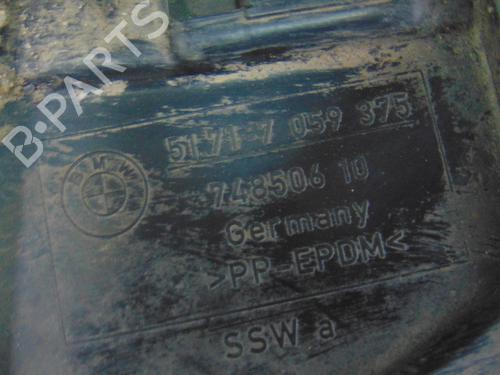 B-PARTS
BMW
51 71-7 059 375
748506 10
Germany
>PP-EPDM<
SSW a